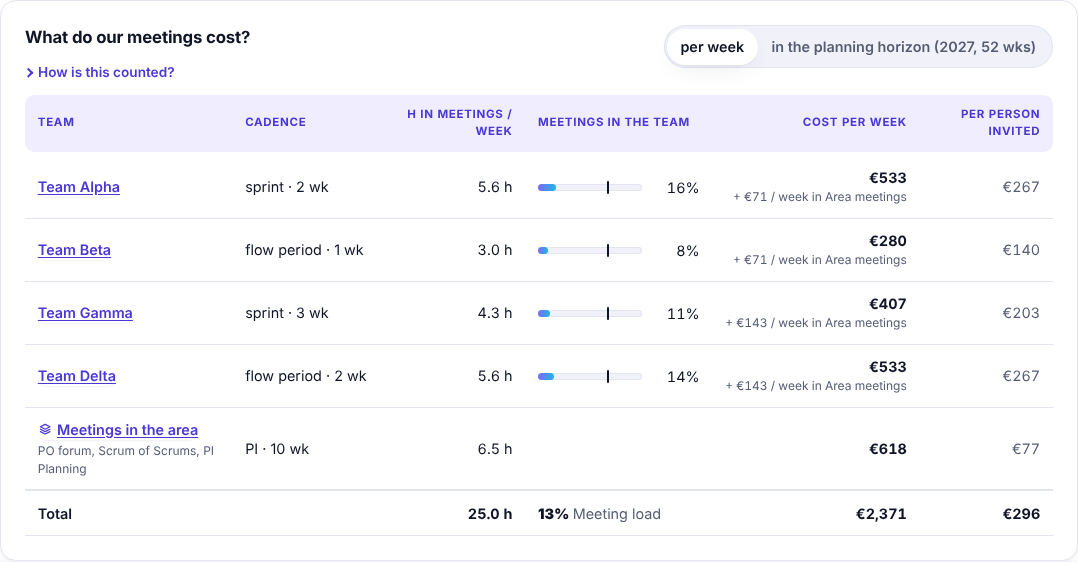 What do our meetings cost?
per week
in the planning horizon (2027, 52 wks)
How is this counted?
TEAM
CADENCE
H IN MEETINGS /
WEEK
MEETINGS IN THE TEAM
COST PER WEEK
PER PERSON
INVITED
Team Alpha
sprint · 2 wk
5.6 h
16%
€533
+ €71 / week in Area meetings
€267
Team Beta
flow period · 1 wk
3.0 h
8%
€280
+ €71 / week in Area meetings
€140
Team Gamma
sprint · 3 wk
4.3 h
11%
€407
+ €143 / week in Area meetings
€203
Team Delta
flow period · 2 wk
5.6 h
14%
€533
+ €143 / week in Area meetings
€267
Meetings in the area
PO forum, Scrum of Scrums, PI
Planning
PI · 10 wk
6.5 h
€618
€77
Total
25.0 h
13% Meeting load
€2,371
€296